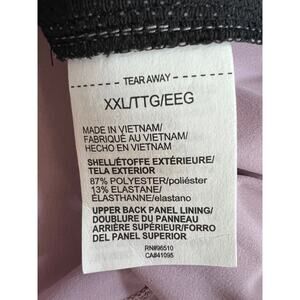 TEAR AWAY
XXL/TTG/EEG
MADE IN VIETNAM/
FABRIQUÉ AU VIETNAM/
HECHO EN VIETNAM
SHELL/ÉTOFFE EXTÉRIEURE/
TELA EXTERIOR
87% POLYESTER/poliéster
13% ELASTANE/
ÉLASTHANNE/elastano
UPPER BACK PANEL LINING/
DOUBLURE DU PANNEAU
ARRIÈRE SUPÉRIEUR/FORRO
DEL PANEL SUPERIOR
RN#96510
CA#41095